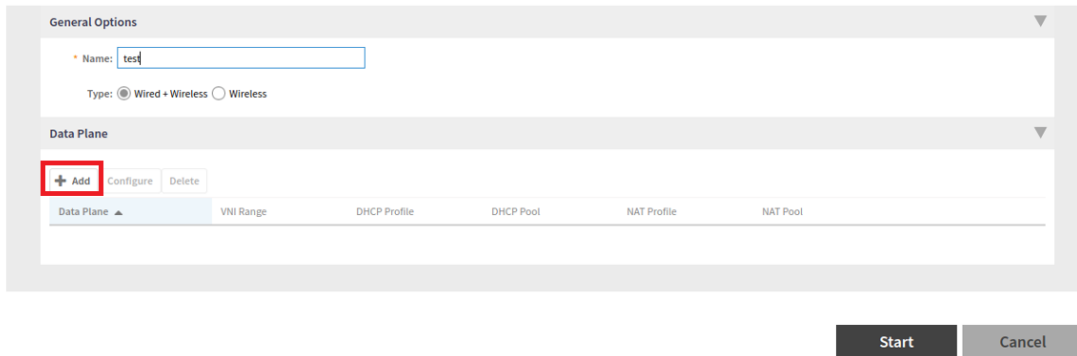 General Options
* Name: test
Type: Wired + Wireless Wireless
Data Plane
+ Add Configure Delete
Data Plane VNI Range DHCP Profile DHCP Pool NAT Profile NAT Pool
Start Cancel